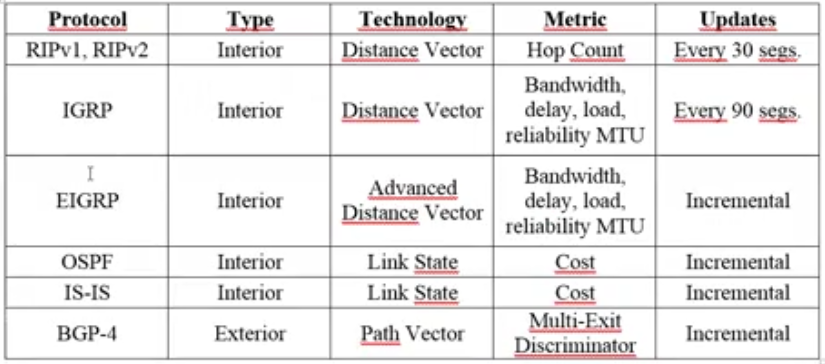 Protocol Type Technology Metric Updates
RIPv1, RIPv2 Interior Distance Vector Hop Count Every 30 segs.
IGRP Interior Distance Vector Bandwidth, delay, load, reliability MTU Every 90 segs.
EIGRP Interior Advanced Distance Vector Bandwidth, delay, load, reliability MTU Incremental
OSPF Interior Link State Cost Incremental
IS-IS Interior Link State Cost Incremental
BGP-4 Exterior Path Vector Multi-Exit Discriminator Incremental